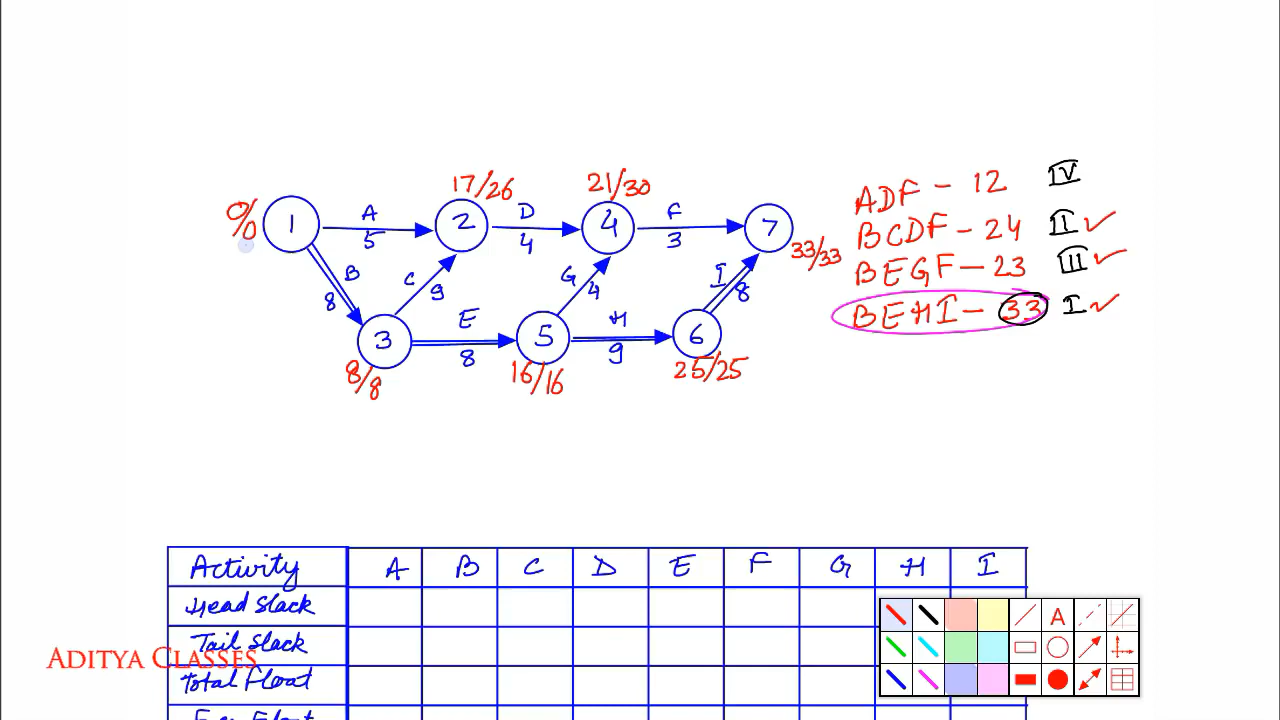 17/26
21/30
0/0 1 A 5 2 D 4 4 F 3 7
33/33
B 8 C 9 G 4 I 8
3 E 8 5 H 9 6
8/8
16/16
25/25
ADF - 12 IV
BCDF - 24 II ✓
BEGF - 23 III ✓
BEHI - 33 I ✓
Activity A B C D E F G H I
Head Slack
Tail Slack
Total Float
ADITYA CLASSES
A